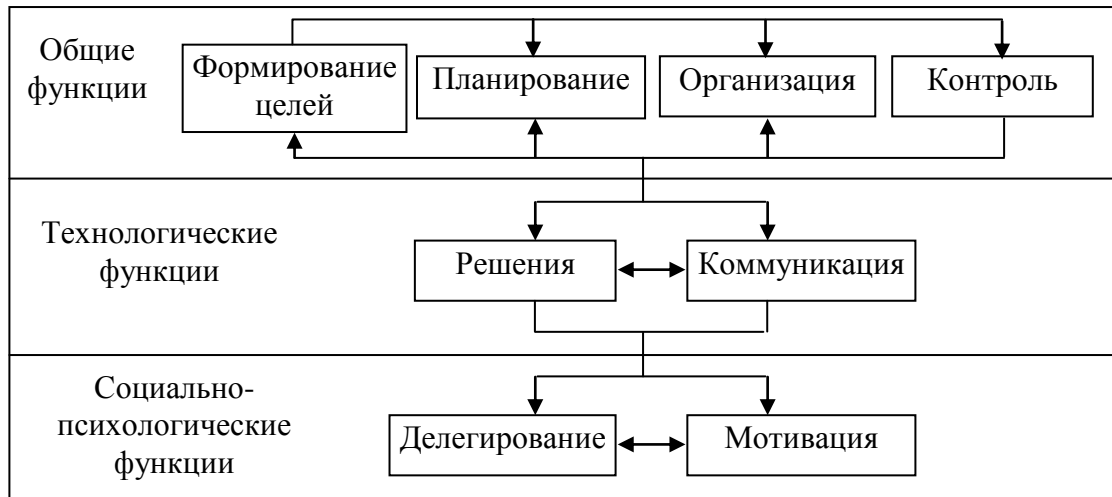 Общие
функции
Формирование
целей
Планирование
Организация
Контроль
Технологические
функции
Решения
Коммуникация
Социально-
психологические
функции
Делегирование
Мотивация